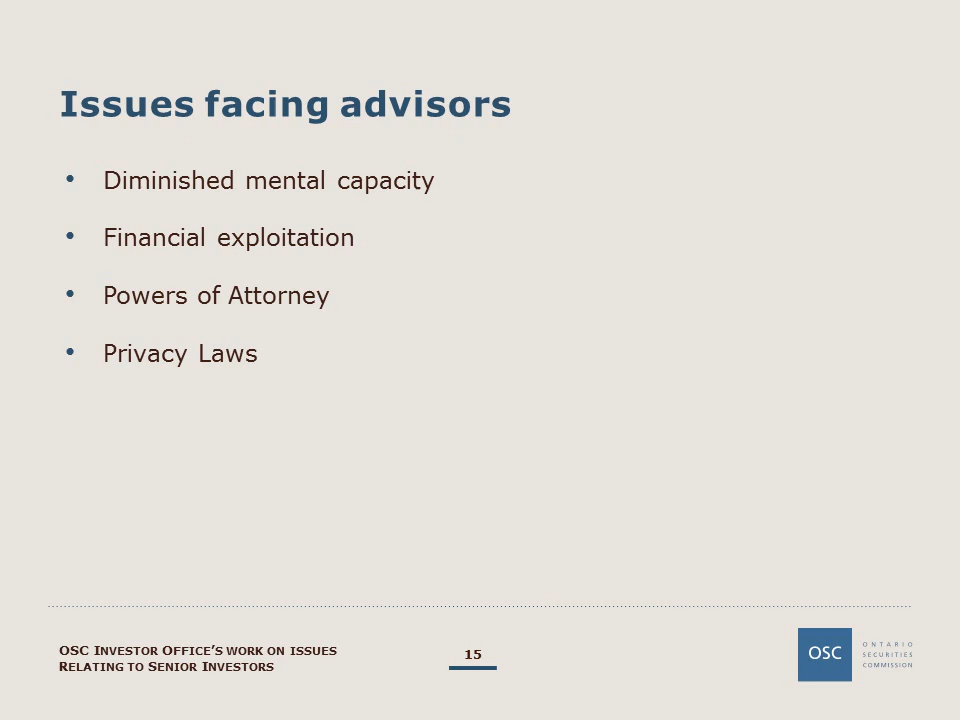 Issues facing advisors
• Diminished mental capacity
• Financial exploitation
• Powers of Attorney
• Privacy Laws
OSC INVESTOR OFFICE'S WORK ON ISSUES
RELATING TO SENIOR INVESTORS
15
OSC
ONTARIO
SECURITIES
COMMISSION